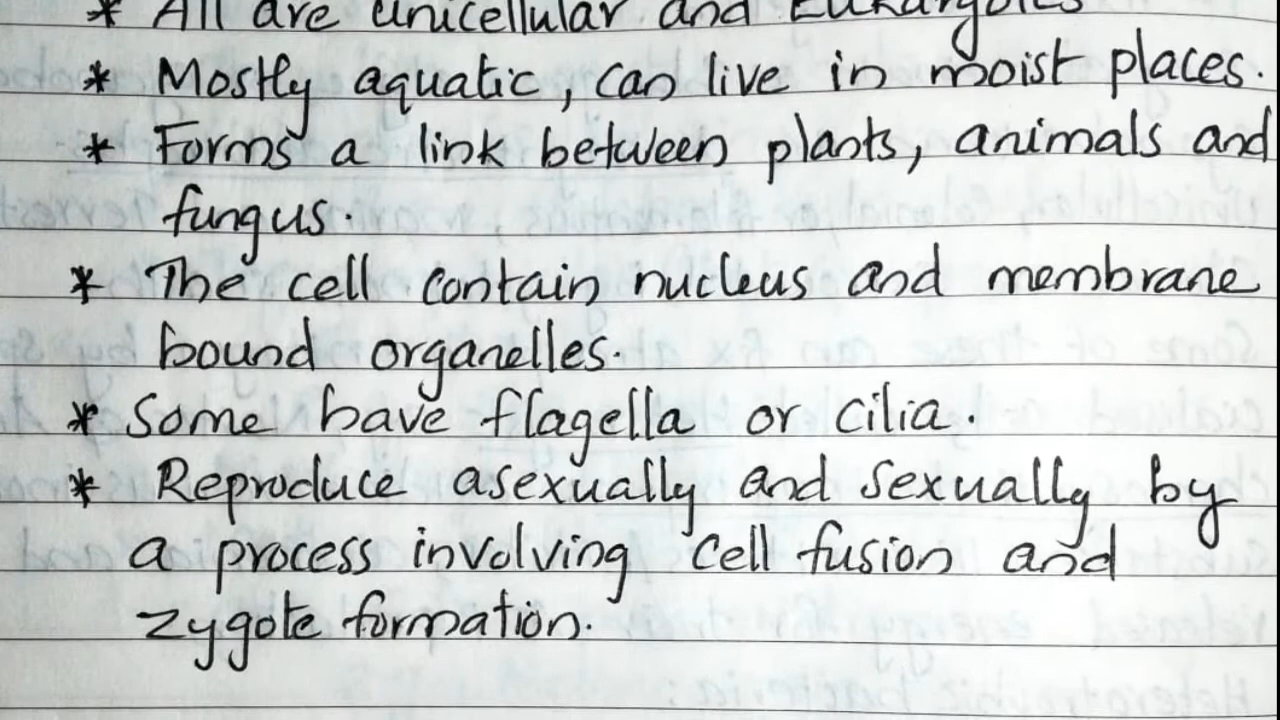 * All are unicellular and Eukaryotes
* Mostly aquatic, can live in moist places.
* Forms a link between plants, animals and
fungus.
* The cell contain nucleus and membrane
bound organelles.
* Some have flagella or cilia.
* Reproduce asexually and sexually by
a process involving cell fusion and
zygote formation.